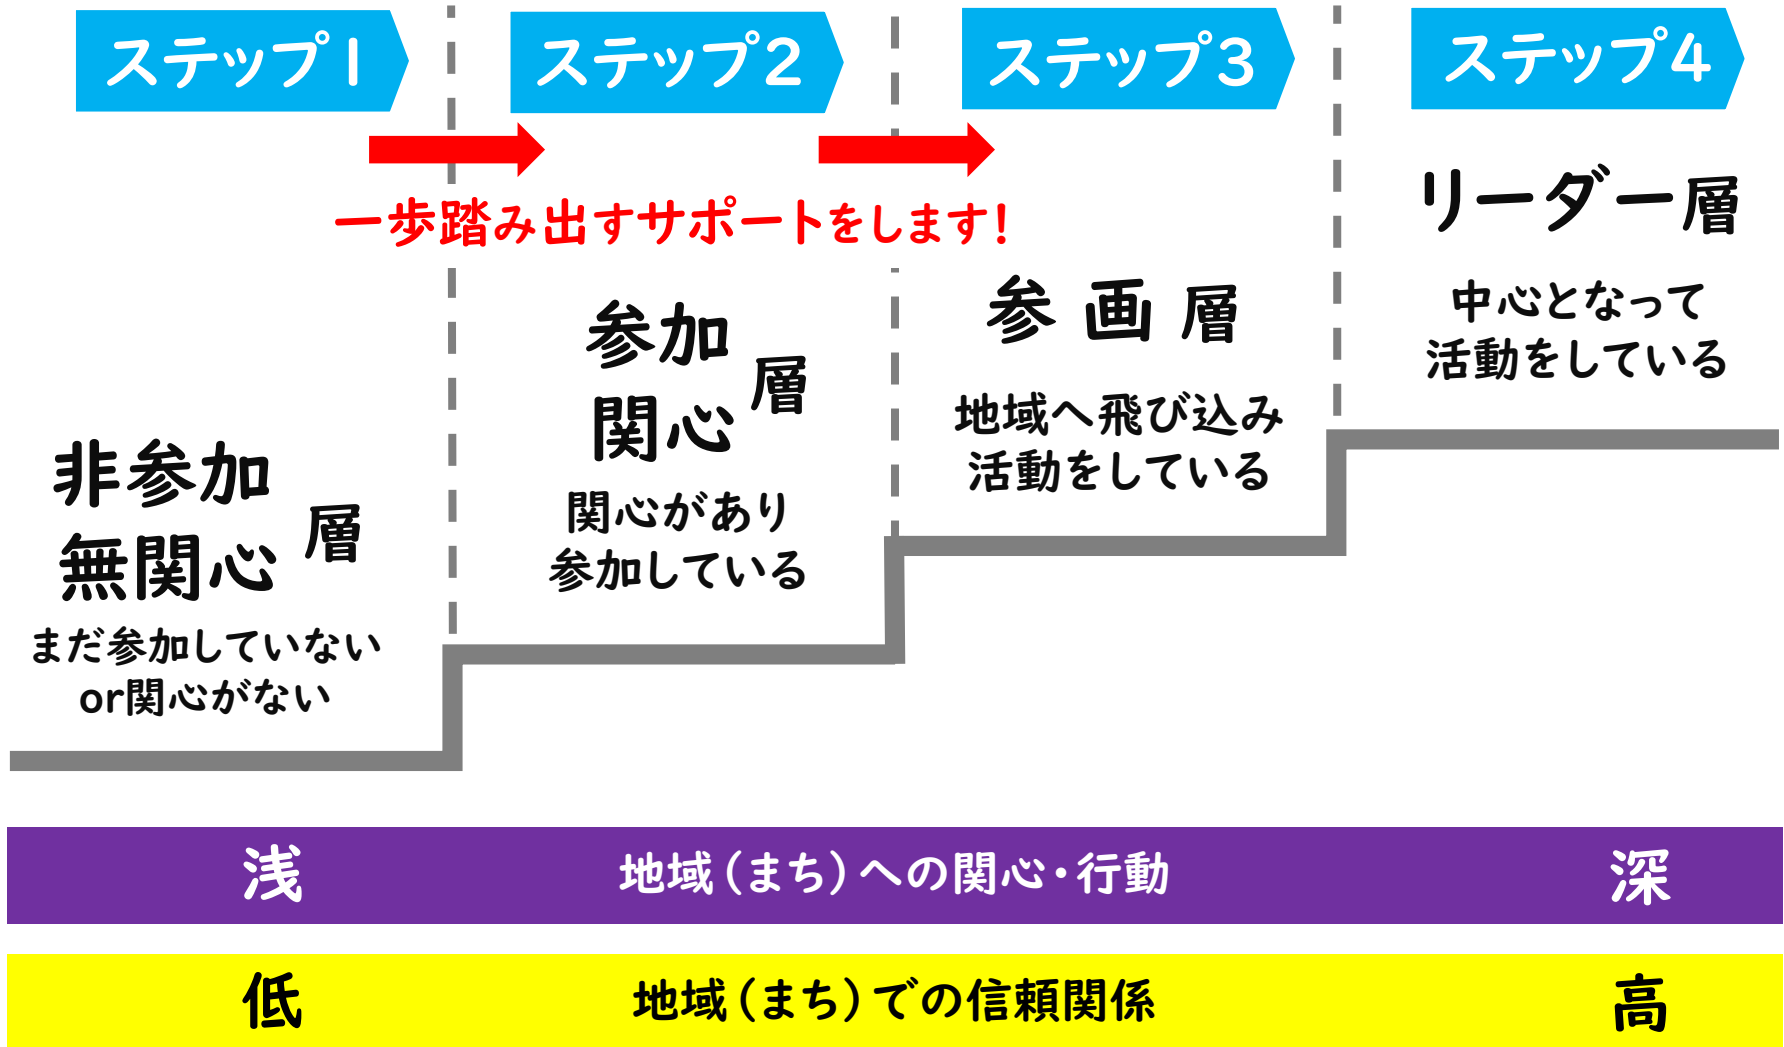 ステップ1
ステップ2
ステップ3
ステップ4
一歩踏み出すサポートをします!
非参加
無関心
層
まだ参加していない
or関心がない
参加
関心
層
関心があり
参加している
参画層
地域へ飛び込み
活動をしている
リーダー層
中心となって
活動をしている
浅 地域(まち)への関心・行動 深
低 地域(まち)での信頼関係 高